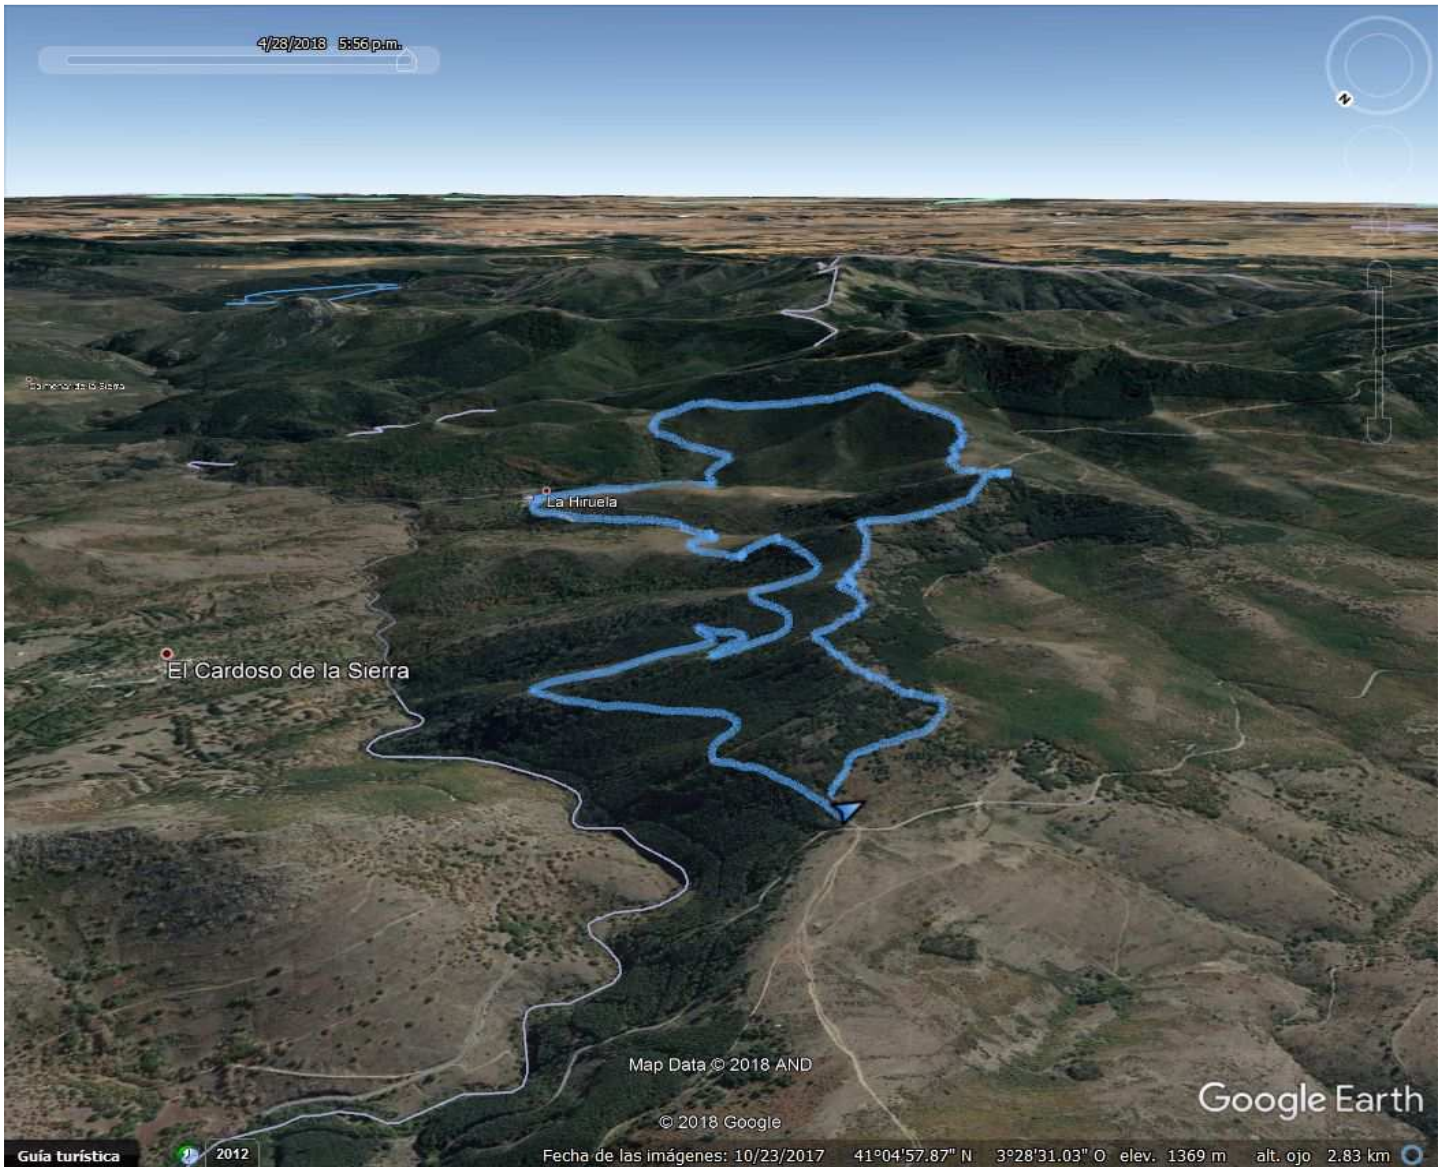 4/28/2018 5:56 p.m.
N
La Hiruela
El Cardoso de la Sierra
Map Data © 2018 AND
Google Earth
© 2018 Google
Guía turística
2012
Fecha de las imágenes: 10/23/2017 41°04'57.87" N 3°28'31.03" O elev. 1369 m alt. ojo 2.83 km